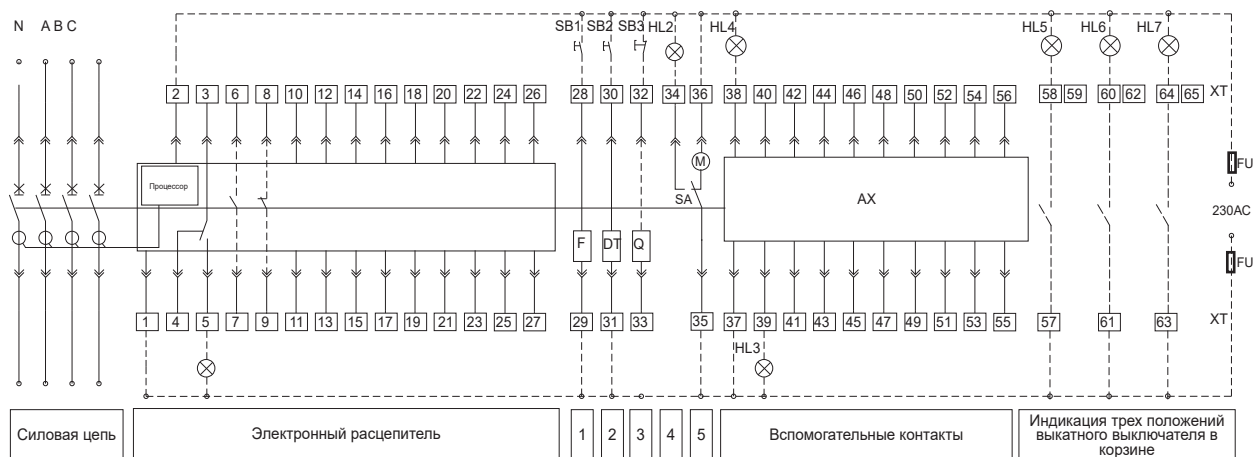 N A B C
SB1 SB2 SB3 HL2 HL4 HL5 HL6 HL7
2 3 6 8 10 12 14 16 18 20 22 24 26 28 30 32 34 36 38 40 42 44 46 48 50 52 54 56 58 59 60 62 64 65 XT
Процессор
M
FU
SA
AX
230AC
F DT Q
FU
1 4 5 7 9 11 13 15 17 19 21 23 25 27 29 31 33 35 37 39 41 43 45 47 49 51 53 55 57 61 63 XT
HL3
Силовая цепь
Электронный расцепитель
1 2 3 4 5
Вспомогательные контакты
Индикация трех положений
выкатного выключателя в
корзине